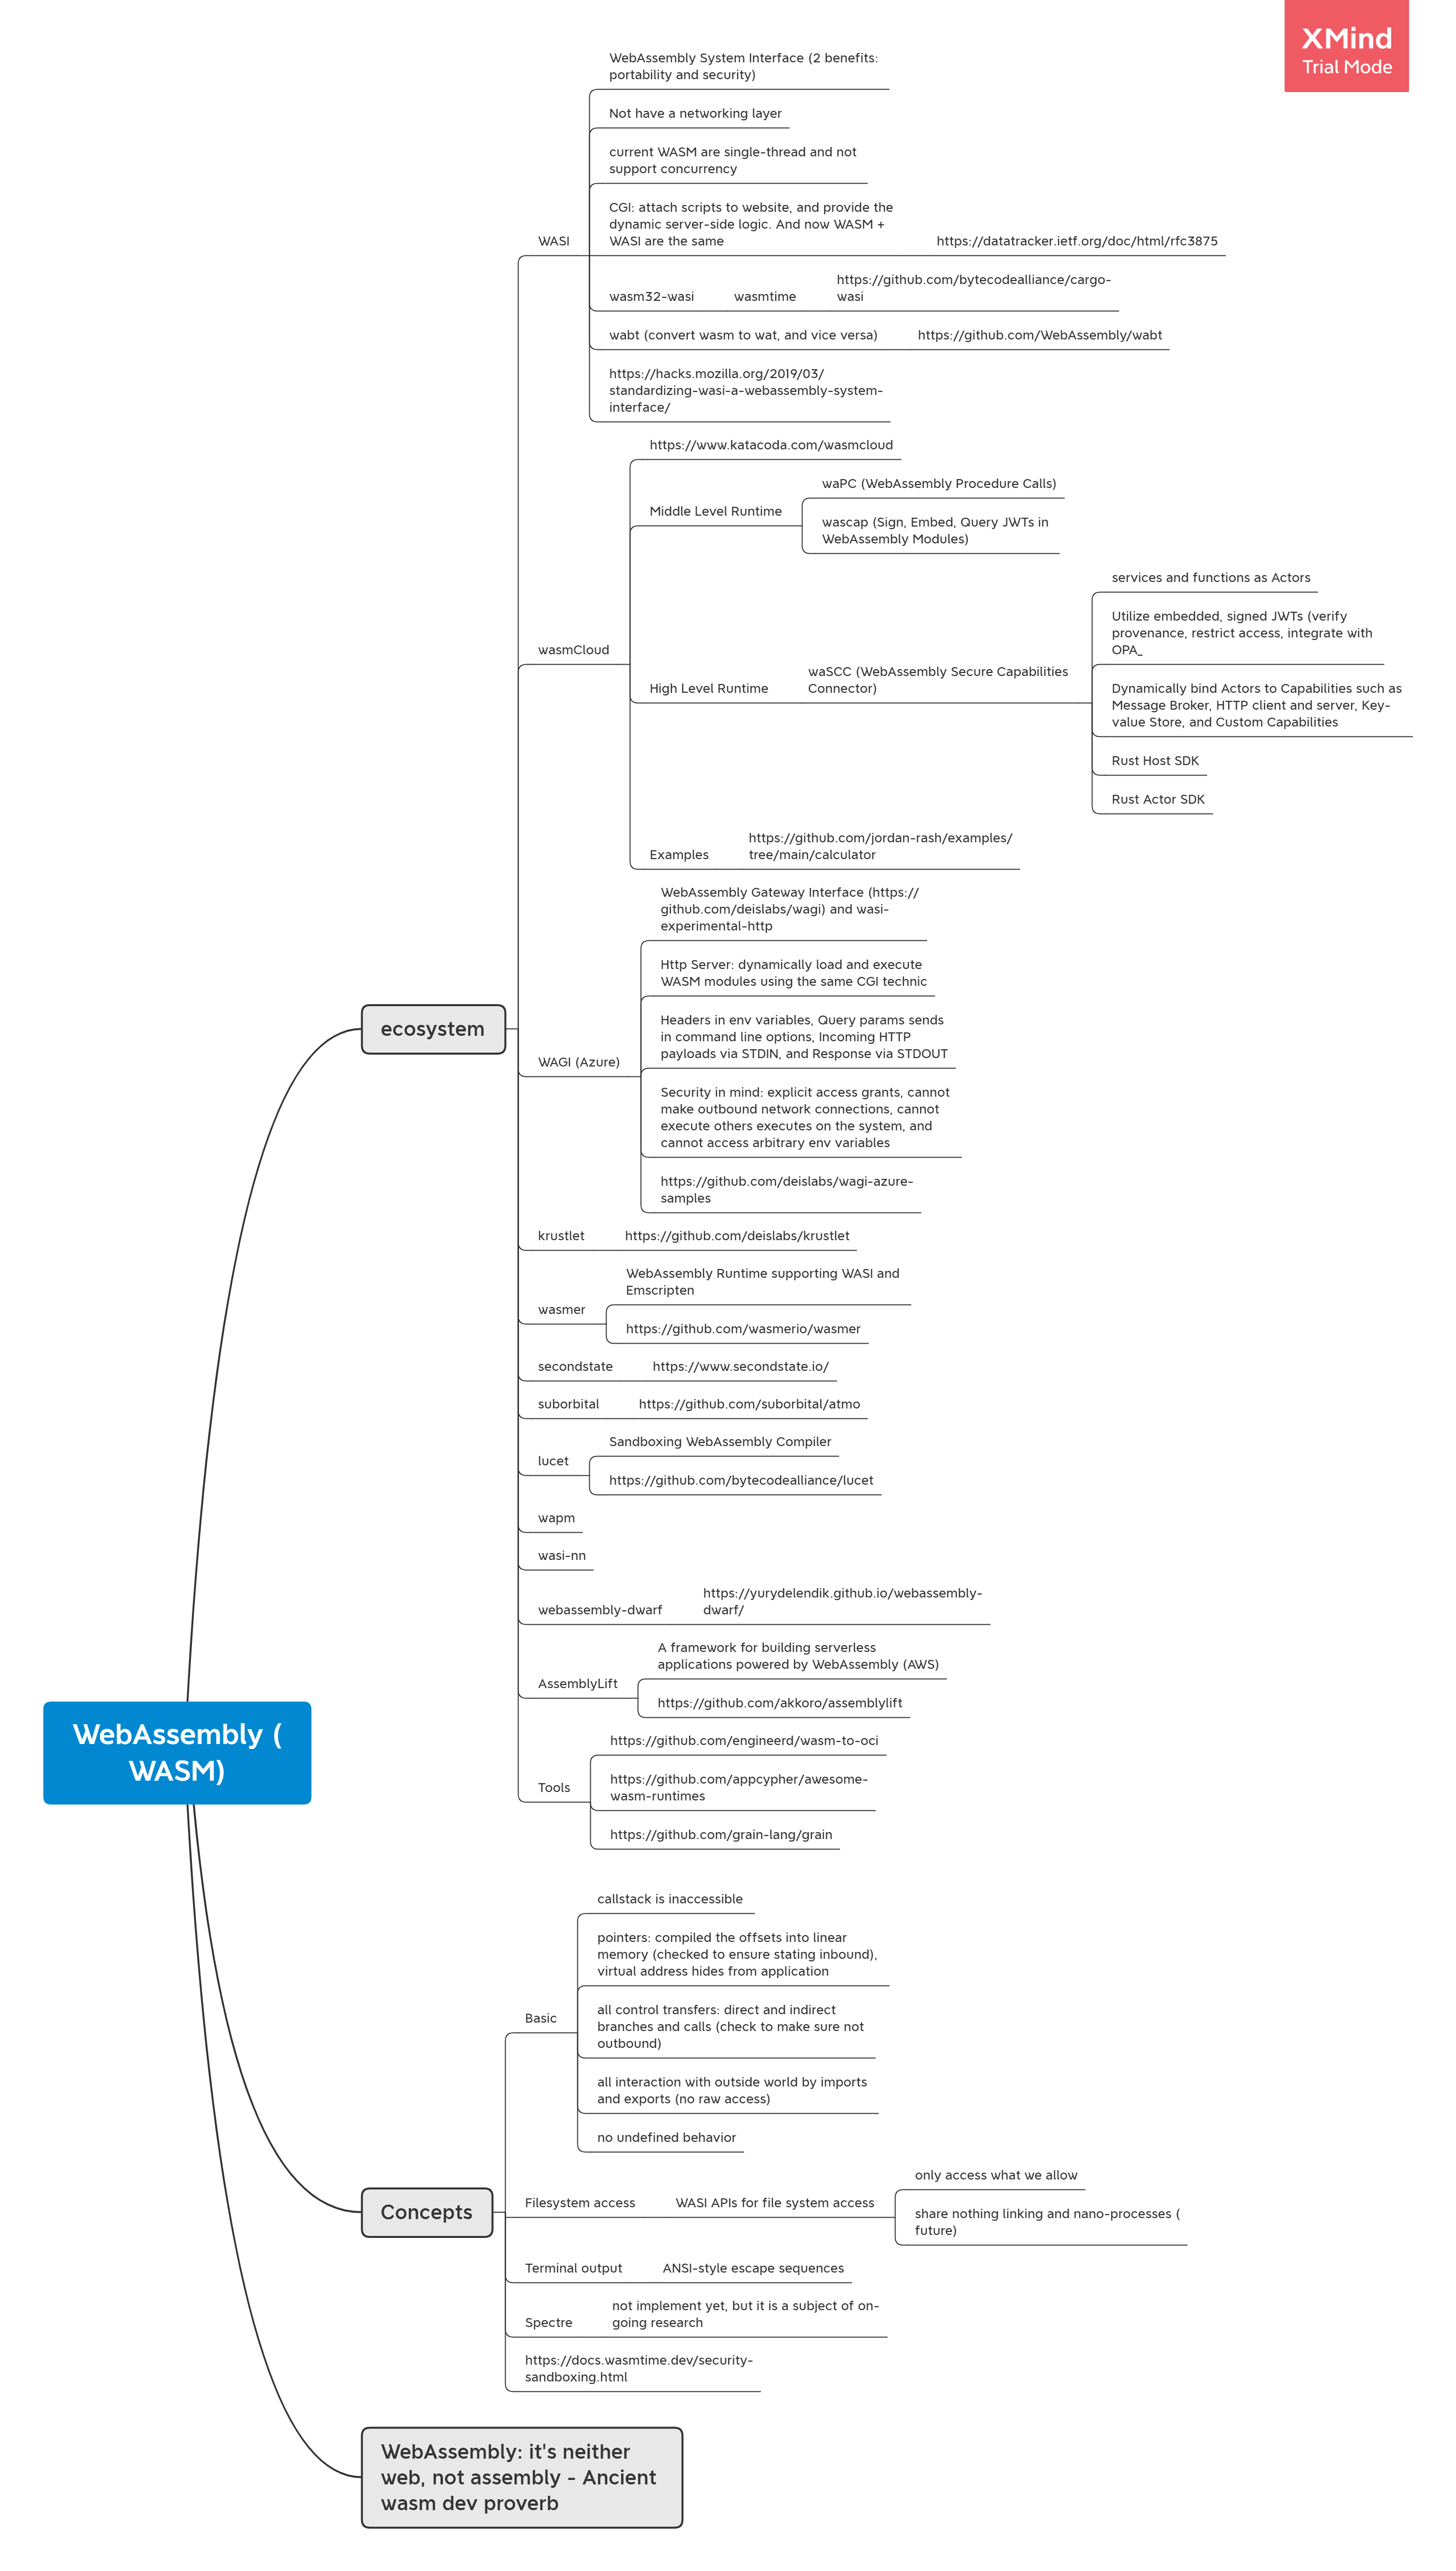 XMind
Trial Mode
WebAssembly System Interface (2 benefits:
portability and security)
Not have a networking layer
current WASM are single-thread and not
support concurrency
CGI: attach scripts to website, and provide the
dynamic server-side logic. And now WASM +
WASI are the same
https://datatracker.ietf.org/doc/html/rfc3875
WASI
wasm32-wasi
wasmtime
https://github.com/bytecodealliance/cargo-
wasi
wabt (convert wasm to wat, and vice versa)
https://github.com/WebAssembly/wabt
https://hacks.mozilla.org/2019/03/
standardizing-wasi-a-webassembly-system-
interface/
https://www.katacoda.com/wasmcloud
Middle Level Runtime
waPC (WebAssembly Procedure Calls)
wascap (Sign, Embed, Query JWTs in
WebAssembly Modules)
wasmCloud
High Level Runtime
waSCC (WebAssembly Secure Capabilities
Connector)
services and functions as Actors
Utilize embedded, signed JWTs (verify
provenance, restrict access, integrate with
OPA_
Dynamically bind Actors to Capabilities such as
Message Broker, HTTP client and server, Key-
value Store, and Custom Capabilities
Rust Host SDK
Rust Actor SDK
Examples
https://github.com/jordan-rash/examples/
tree/main/calculator
ecosystem
WAGI (Azure)
WebAssembly Gateway Interface (https://
github.com/deislabs/wagi) and wasi-
experimental-http
Http Server: dynamically load and execute
WASM modules using the same CGI technic
Headers in env variables, Query params sends
in command line options, Incoming HTTP
payloads via STDIN, and Response via STDOUT
Security in mind: explicit access grants, cannot
make outbound network connections, cannot
execute others executes on the system, and
cannot access arbitrary env variables
https://github.com/deislabs/wagi-azure-
samples
krustlet
https://github.com/deislabs/krustlet
wasmer
WebAssembly Runtime supporting WASI and
Emscripten
https://github.com/wasmerio/wasmer
secondstate
https://www.secondstate.io/
suborbital
https://github.com/suborbital/atmo
lucet
Sandboxing WebAssembly Compiler
https://github.com/bytecodealliance/lucet
wapm
wasi-nn
webassembly-dwarf
https://yurydelendik.github.io/webassembly-
dwarf/
AssemblyLift
A framework for building serverless
applications powered by WebAssembly (AWS)
https://github.com/akkoro/assemblylift
Tools
https://github.com/engineerd/wasm-to-oci
https://github.com/appcypher/awesome-
wasm-runtimes
https://github.com/grain-lang/grain
WebAssembly (
WASM)
Basic
callstack is inaccessible
pointers: compiled the offsets into linear
memory (checked to ensure stating inbound),
virtual address hides from application
all control transfers: direct and indirect
branches and calls (check to make sure not
outbound)
all interaction with outside world by imports
and exports (no raw access)
no undefined behavior
Concepts
Filesystem access
WASI APIs for file system access
only access what we allow
share nothing linking and nano-processes (
future)
Terminal output
ANSI-style escape sequences
Spectre
not implement yet, but it is a subject of on-
going research
https://docs.wasmtime.dev/security-
sandboxing.html
WebAssembly: it's neither
web, not assembly - Ancient
wasm dev proverb